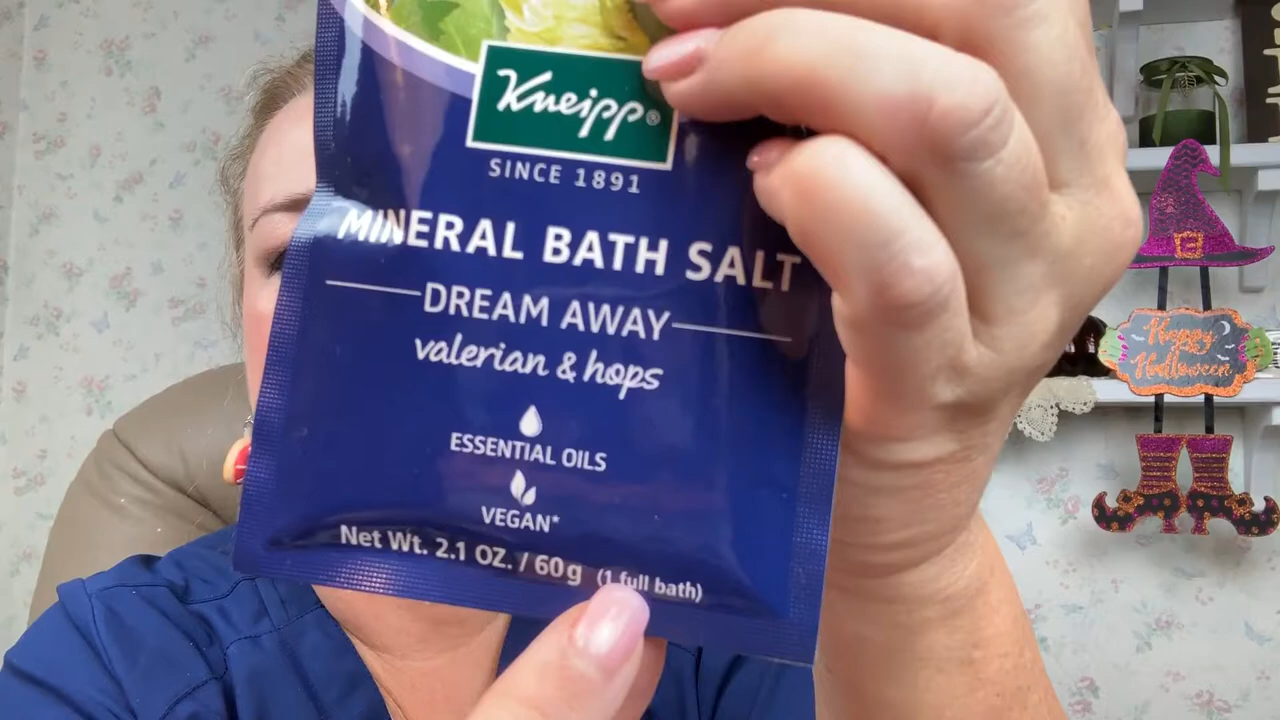 Kneipp®
SINCE 1891
MINERAL BATH SALT
DREAM AWAY
valerian & hops
ESSENTIAL OILS
VEGAN*
Net Wt. 2.1 OZ. / 60g (1 full bath)
Happy
Halloween